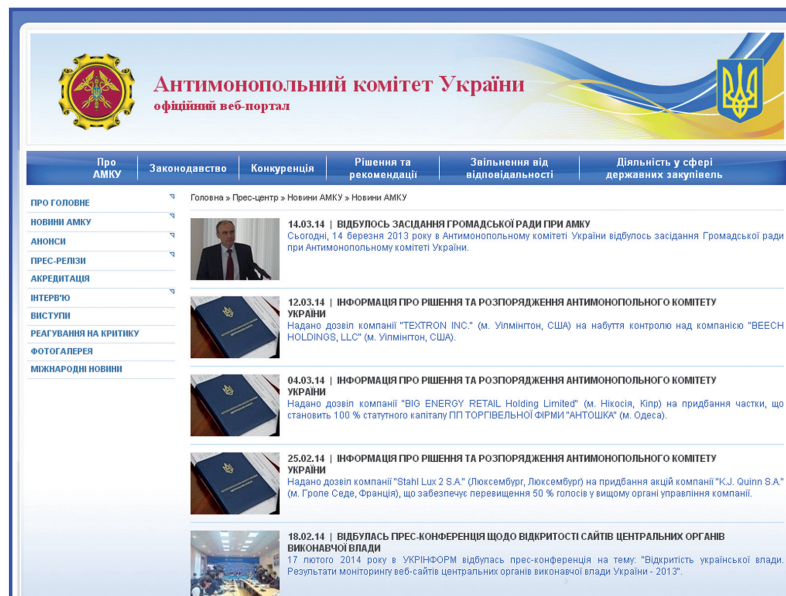 Антимонопольний комітет України
офіційний веб-портал
Про
АМКУ
Законодавство
Конкуренція
Рішення та
рекомендації
Звільнення від
відповідальності
Діяльність у сфері
державних закупівель
ПРО ГОЛОВНЕ
НОВИНИ АМКУ
АНОНСИ
ПРЕС-РЕЛІЗИ
АКРЕДИТАЦІЯ
ІНТЕРВ'Ю
ВИСТУПИ
РЕАГУВАННЯ НА КРИТИКУ
ФОТОГАЛЕРЕЯ
МІЖНАРОДНІ НОВИНИ
Головна » Прес-центр » Новини АМКУ » Новини АМКУ
14.03.14 | ВІДБУЛОСЬ ЗАСІДАННЯ ГРОМАДСЬКОЇ РАДИ ПРИ АМКУ
Сьогодні, 14 березня 2013 року в Антимонопольному комітеті України відбулось засідання Громадської ради
при Антимонопольному комітеті України.
12.03.14 | ІНФОРМАЦІЯ ПРО РІШЕННЯ ТА РОЗПОРЯДЖЕННЯ АНТИМОНОПОЛЬНОГО КОМІТЕТУ
УКРАЇНИ
Надано дозвіл компанії "TEXTRON INC." (м. Уілмінгтон, США) на набуття контролю над компанією "BEECH
HOLDINGS, LLC" (м. Уілмінгтон, США).
04.03.14 | ІНФОРМАЦІЯ ПРО РІШЕННЯ ТА РОЗПОРЯДЖЕННЯ АНТИМОНОПОЛЬНОГО КОМІТЕТУ
УКРАЇНИ
Надано дозвіл компанії "BIG ENERGY RETAIL Holding Limited" (м. Нікосія, Кіпр) на придбання частки, що
становить 100 % статутного капіталу ПП ТОРГІВЕЛЬНОЇ ФІРМИ "АНТОШКА" (м. Одеса).
25.02.14 | ІНФОРМАЦІЯ ПРО РІШЕННЯ ТА РОЗПОРЯДЖЕННЯ АНТИМОНОПОЛЬНОГО КОМІТЕТУ
УКРАЇНИ
Надано дозвіл компанії "Stahl Lux 2 S.A." (Люксембург, Люксембург) на придбання акцій компанії "K.J. Quinn S.A."
(м. Гроле Седе, Франція), що забезпечує перевищення 50 % голосів у вищому органі управління компанії.
18.02.14 | ВІДБУЛАСЬ ПРЕС-КОНФЕРЕНЦІЯ ЩОДО ВІДКРИТОСТІ САЙТІВ ЦЕНТРАЛЬНИХ ОРГАНІВ
ВИКОНАВЧОЇ ВЛАДИ
17 лютого 2014 року в УКРІНФОРМ відбулась прес-конференція на тему: "Відкритість української влади.
Результати моніторингу веб-сайтів центральних органів виконавчої влади України - 2013".